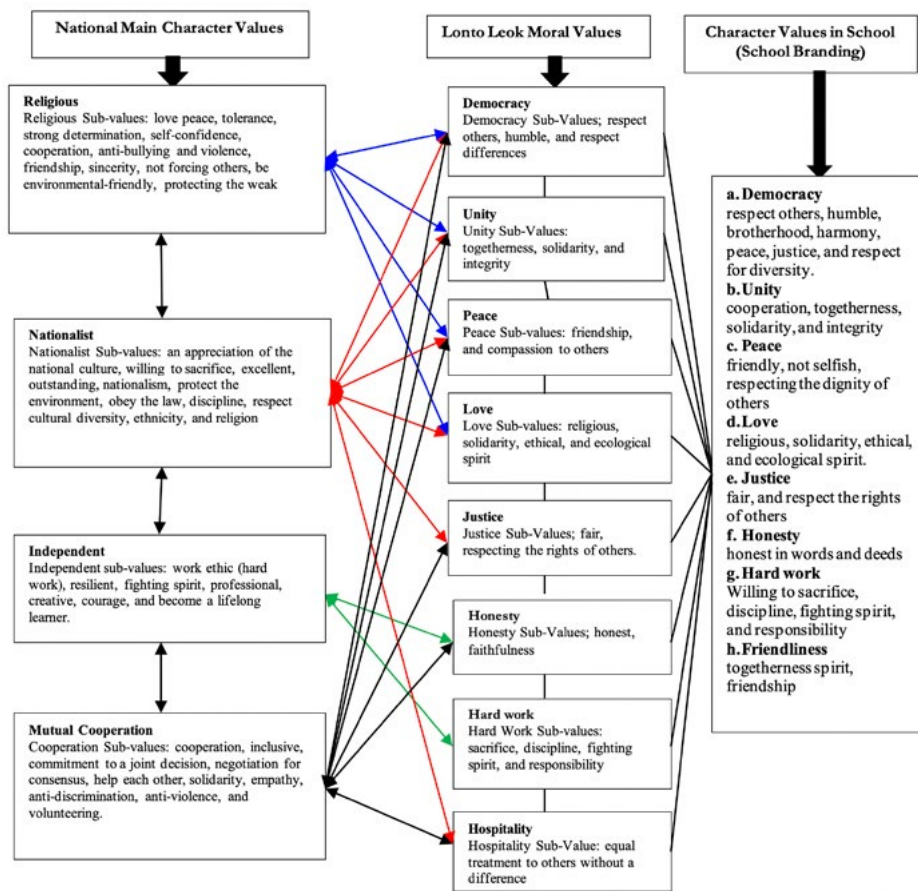 National Main Character Values
Religious
Religious Sub-values: love peace, tolerance,
strong determination, self-confidence,
cooperation, anti-bullying and violence,
friendship, sincerity, not forcing others, be
environmental-friendly, protecting the weak
Nationalist
Nationalist Sub-values: an appreciation of the
national culture, willing to sacrifice, excellent,
outstanding, nationalism, protect the
environment, obey the law, discipline, respect
cultural diversity, ethnicity, and religion
Independent
Independent sub-values: work ethic (hard
work), resilient, fighting spirit, professional,
creative, courage, and become a lifelong
learner.
Mutual Cooperation
Cooperation Sub-values: cooperation, inclusive,
commitment to a joint decision, negotiation for
consensus, help each other, solidarity, empathy,
anti-discrimination, anti-violence, and
volunteering.
Lonto Leok Moral Values
Democracy
Democracy Sub-Values; respect
others, humble, and respect
differences
Unity
Unity Sub-Values:
togetherness, solidarity, and
integrity
Peace
Peace Sub-values: friendship,
and compassion to others
Love
Love Sub-values: religious,
solidarity, ethical, and ecological
spirit
Justice
Justice Sub-Values; fair,
respecting the rights of others.
Honesty
Honesty Sub-Values; honest,
faithfulness
Hard work
Hard Work Sub-values:
sacrifice, discipline, fighting
spirit, and responsibility
Hospitality
Hospitality Sub-Value: equal
treatment to others without a
difference
Character Values in School
(School Branding)
a. Democracy
respect others, humble,
brotherhood, harmony,
peace, justice, and respect
for diversity.
b. Unity
cooperation, togetherness,
solidarity, and integrity
c. Peace
friendly, not selfish,
respecting the dignity of
others
d. Love
religious, solidarity, ethical,
and ecological spirit.
e. Justice
fair, and respect the rights
of others
f. Honesty
honest in words and deeds
g. Hard work
Willing to sacrifice,
discipline, fighting spirit,
and responsibility
h. Friendliness
togetherness spirit,
friendship